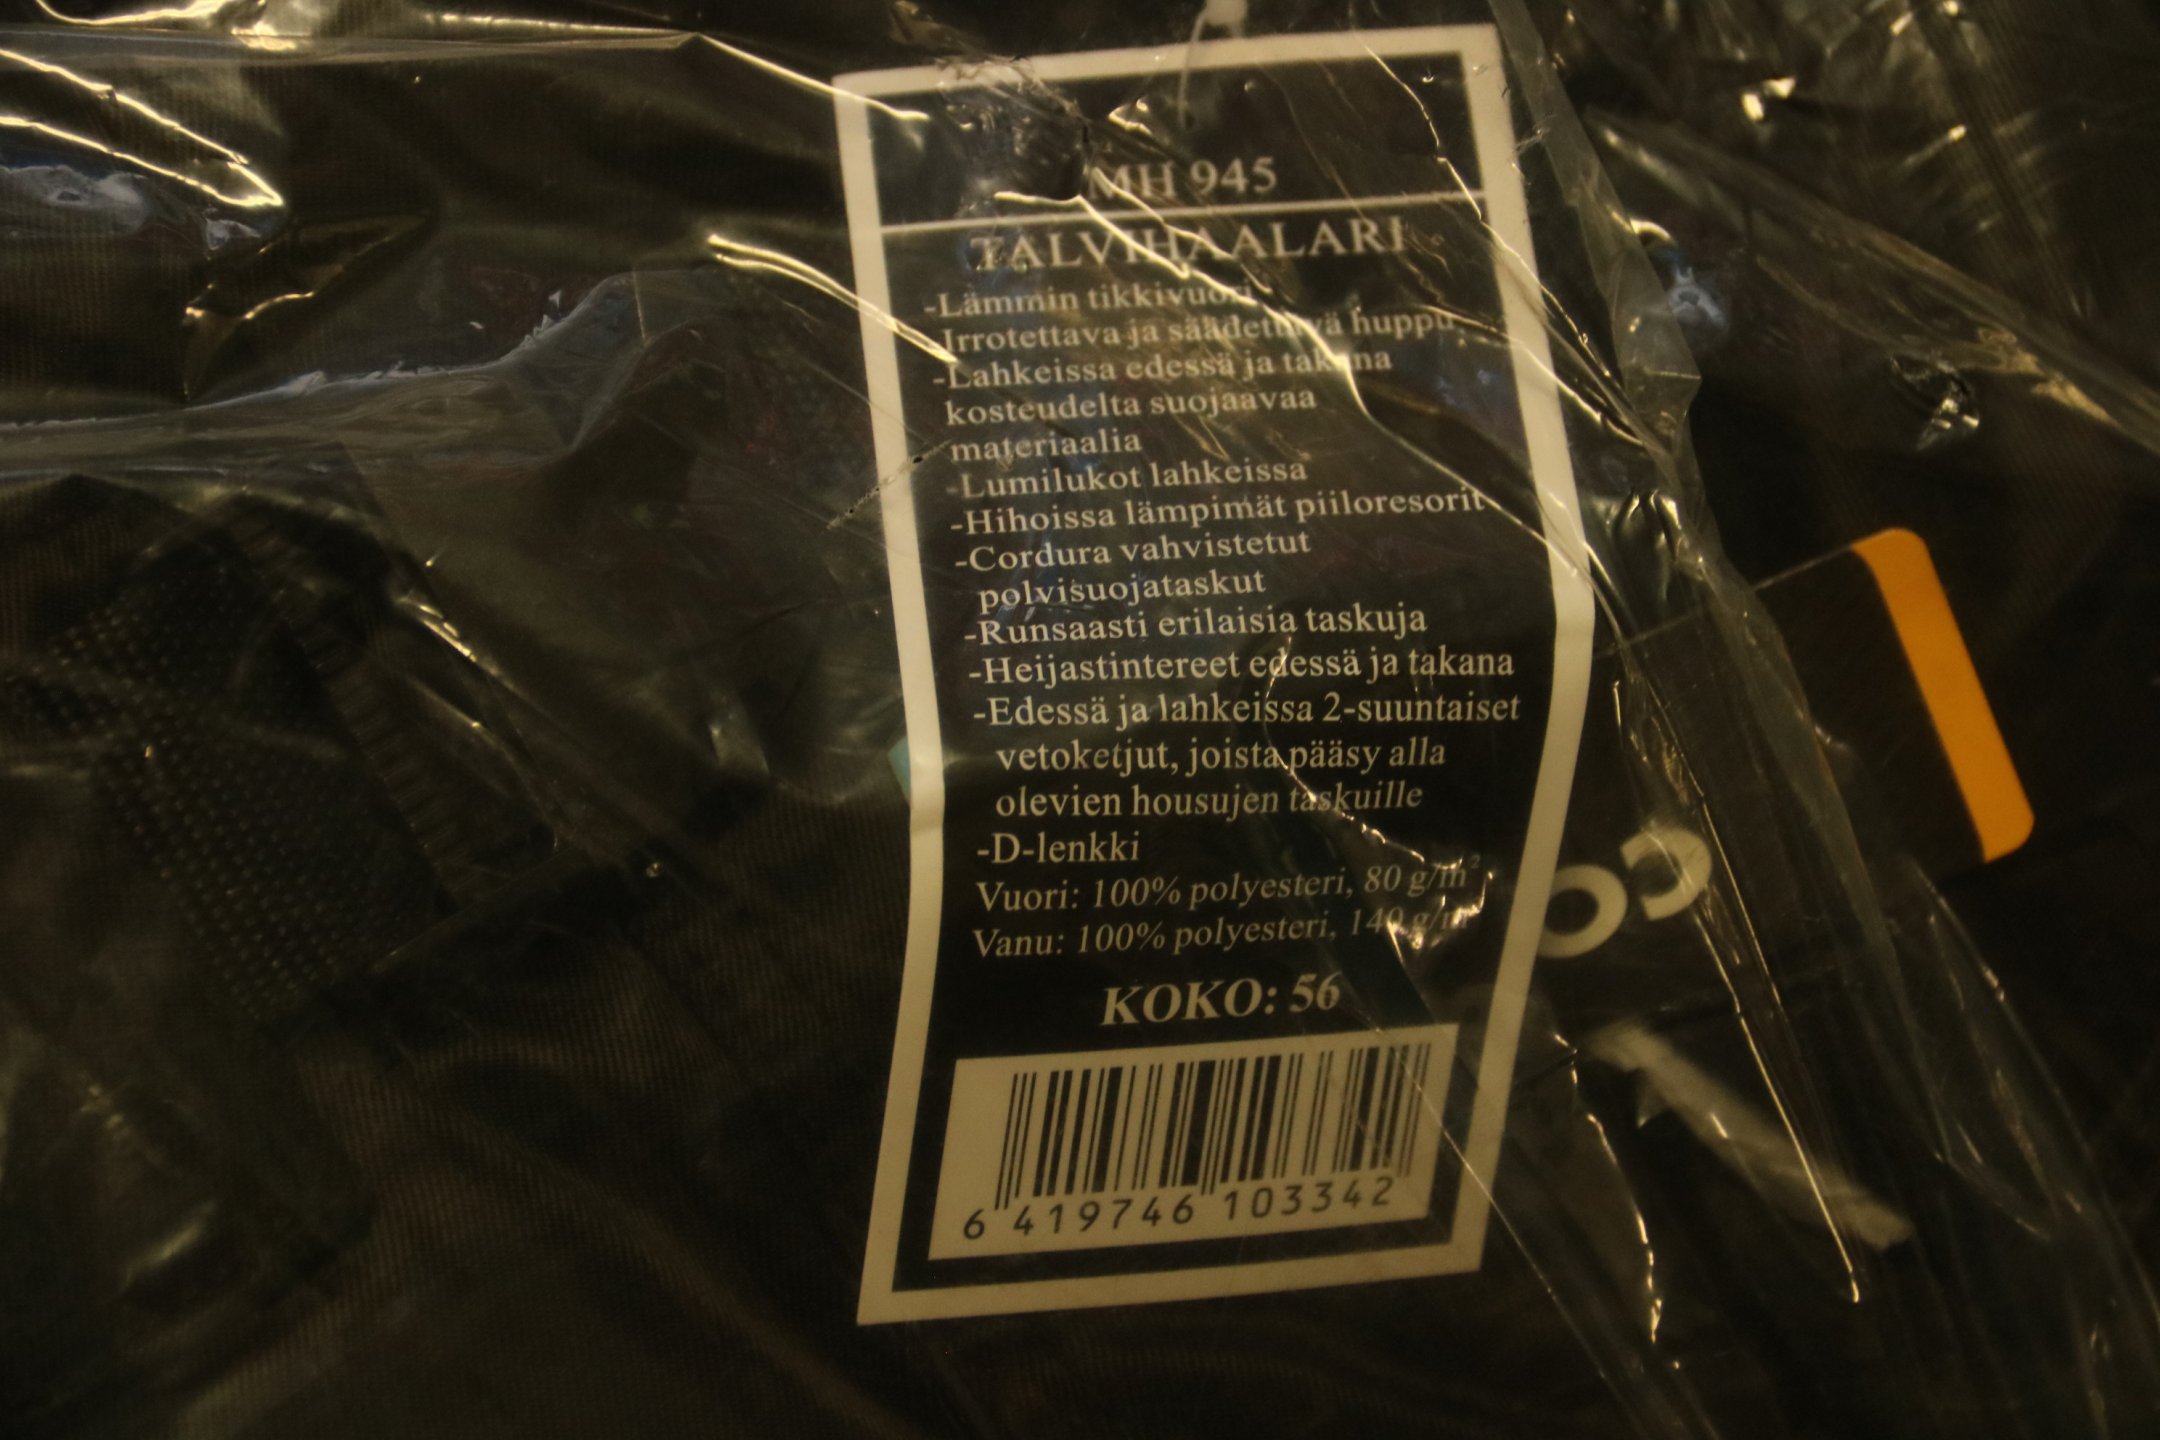 MH 945
TALVIHAALARI
-Lämmin tikkivuori
Irrotettava ja säädettävä huppu
-Lahkeissa edessä ja takana
kosteudelta suojaavaa
materiaalia
-Lumilukot lahkeissa
-Hihoissa lämpimät piiloresorit
-Cordura vahvistetut
polvisuojataskut
-Runsaasti erilaisia taskuja
-Heijastintereet edessä ja takana
-Edessä ja lahkeissa 2-suuntaiset
vetoketjut, joista pääsy alla
olevien housujen taskuille
-D-lenkki
Vuori: 100% polyesteri, 80 g/m²
Vanu: 100% polyesteri, 140 g/m²
KOKO: 56
6 419746 103342